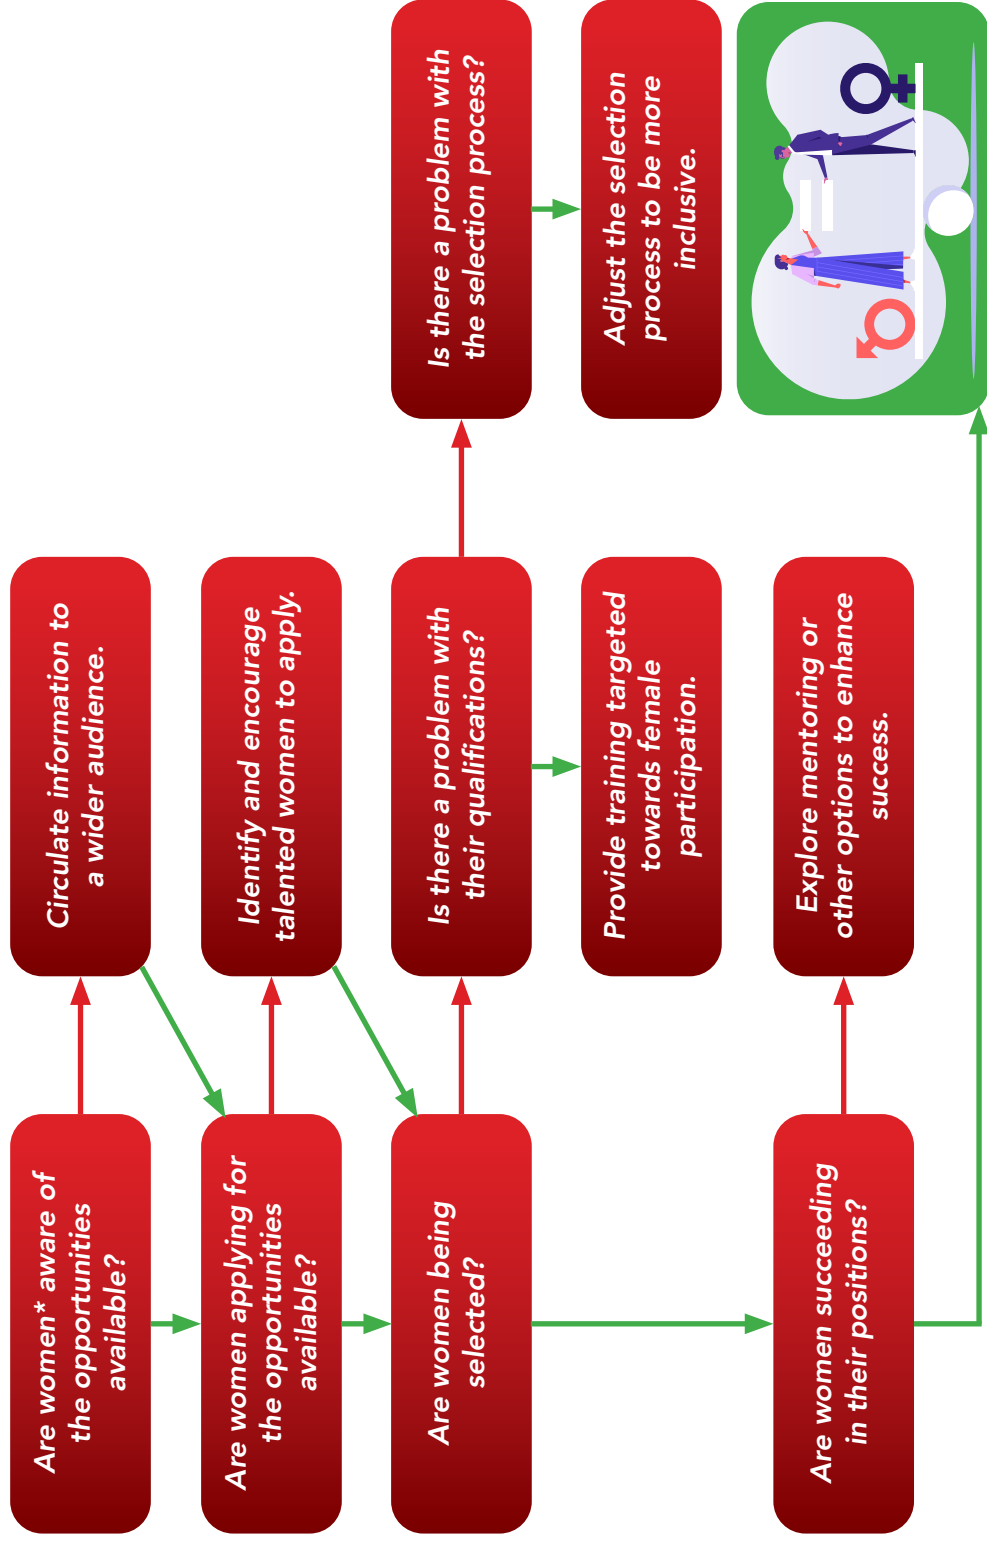 Are women* aware of
the opportunities
available?
Circulate information to
a wider audience.
Are women applying for
the opportunities
available?
Identify and encourage
talented women to apply.
Are women being
selected?
Is there a problem with
their qualifications?
Is there a problem with
the selection process?
Provide training targeted
towards female
participation.
Adjust the selection
process to be more
inclusive.
Are women succeeding
in their positions?
Explore mentoring or
other options to enhance
success.